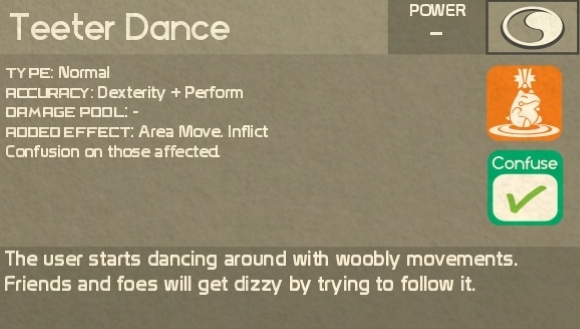 Teeter Dance
POWER
–
TYPE: Normal
ACCURACY: Dexterity + Perform
DAMAGE POOL: -
ADDED EFFECT: Area Move. Inflict
Confusion on those affected.
Confuse
The user starts dancing around with woobly movements.
Friends and foes will get dizzy by trying to follow it.